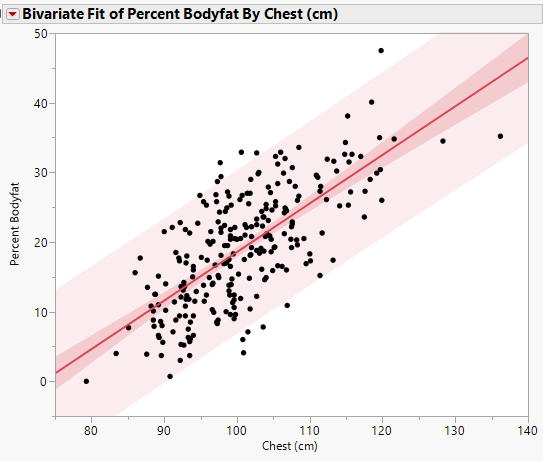 Bivariate Fit of Percent Bodyfat By Chest (cm)
50
40
30
20
10
0
Percent Bodyfat
80 90 100 110 120 130 140
Chest (cm)